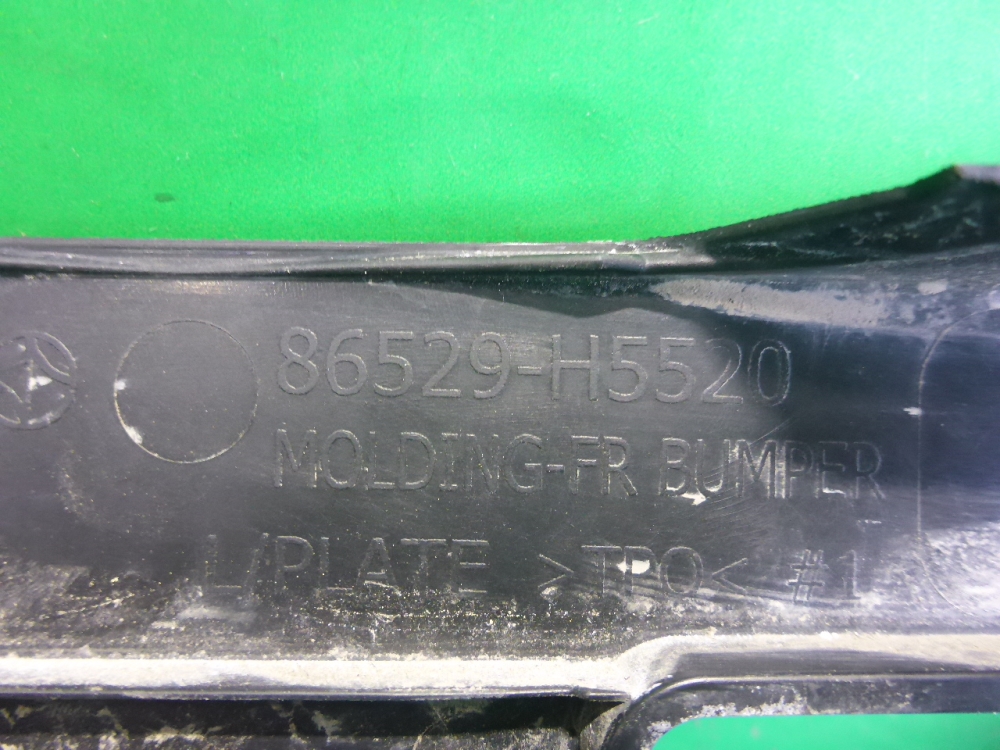 86529-H5520
MOLDING-FR BUMPER
L/PLATE >TPO< #1